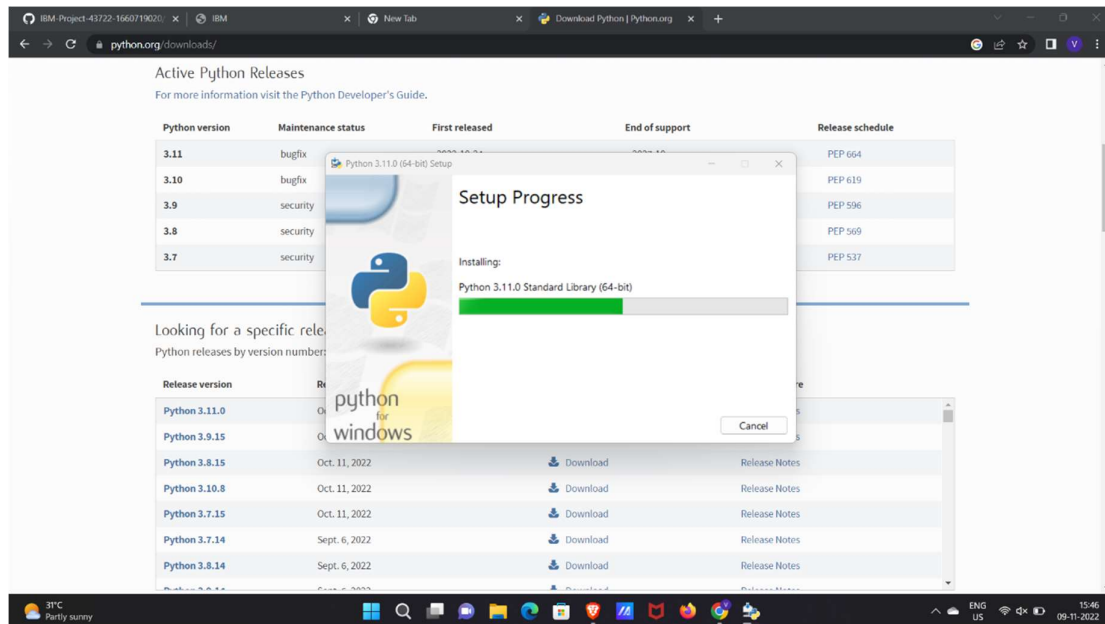 IBM-Project-43722-1660719020/ IBM New Tab Download Python | Python.org
python.org/downloads/ V
Active Python Releases
For more information visit the Python Developer's Guide.
Python version Maintenance status First released End of support Release schedule
3.11 bugfix PEP 664
3.10 bugfix PEP 619
3.9 security PEP 596
3.8 security PEP 569
3.7 security PEP 537
Python 3.11.0 (64-bit) Setup
Setup Progress
Installing:
Python 3.11.0 Standard Library (64-bit)
python
for
windows
Cancel
Looking for a specific rele
Python releases by version number:
Release version Re re
Python 3.11.0 Oc s
Python 3.9.15 Oc s
Python 3.8.15 Oct. 11, 2022 Download Release Notes
Python 3.10.8 Oct. 11, 2022 Download Release Notes
Python 3.7.15 Oct. 11, 2022 Download Release Notes
Python 3.7.14 Sept. 6, 2022 Download Release Notes
Python 3.8.14 Sept. 6, 2022 Download Release Notes
31°C
Partly sunny
ENG
US
15:46
09-11-2022